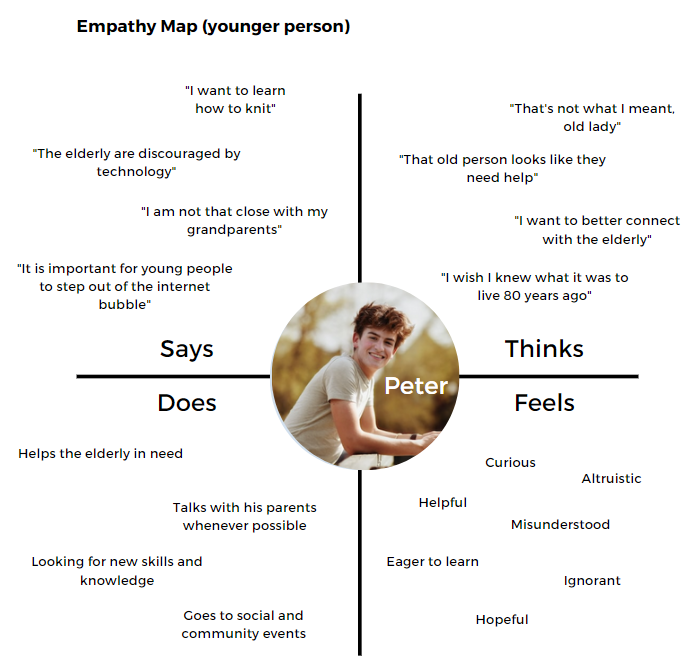 Empathy Map (younger person)
"I want to learn
how to knit"
"The elderly are discouraged by
technology"
"I am not that close with my
grandparents"
"It is important for young people
to step out of the internet
bubble"
Says
"That's not what I meant,
old lady"
"That old person looks like they
need help"
"I want to better connect
with the elderly"
"I wish I knew what it was to
live 80 years ago"
Thinks
Peter
Does
Helps the elderly in need
Talks with his parents
whenever possible
Looking for new skills and
knowledge
Goes to social and
community events
Feels
Curious
Altruistic
Helpful
Misunderstood
Eager to learn
Ignorant
Hopeful